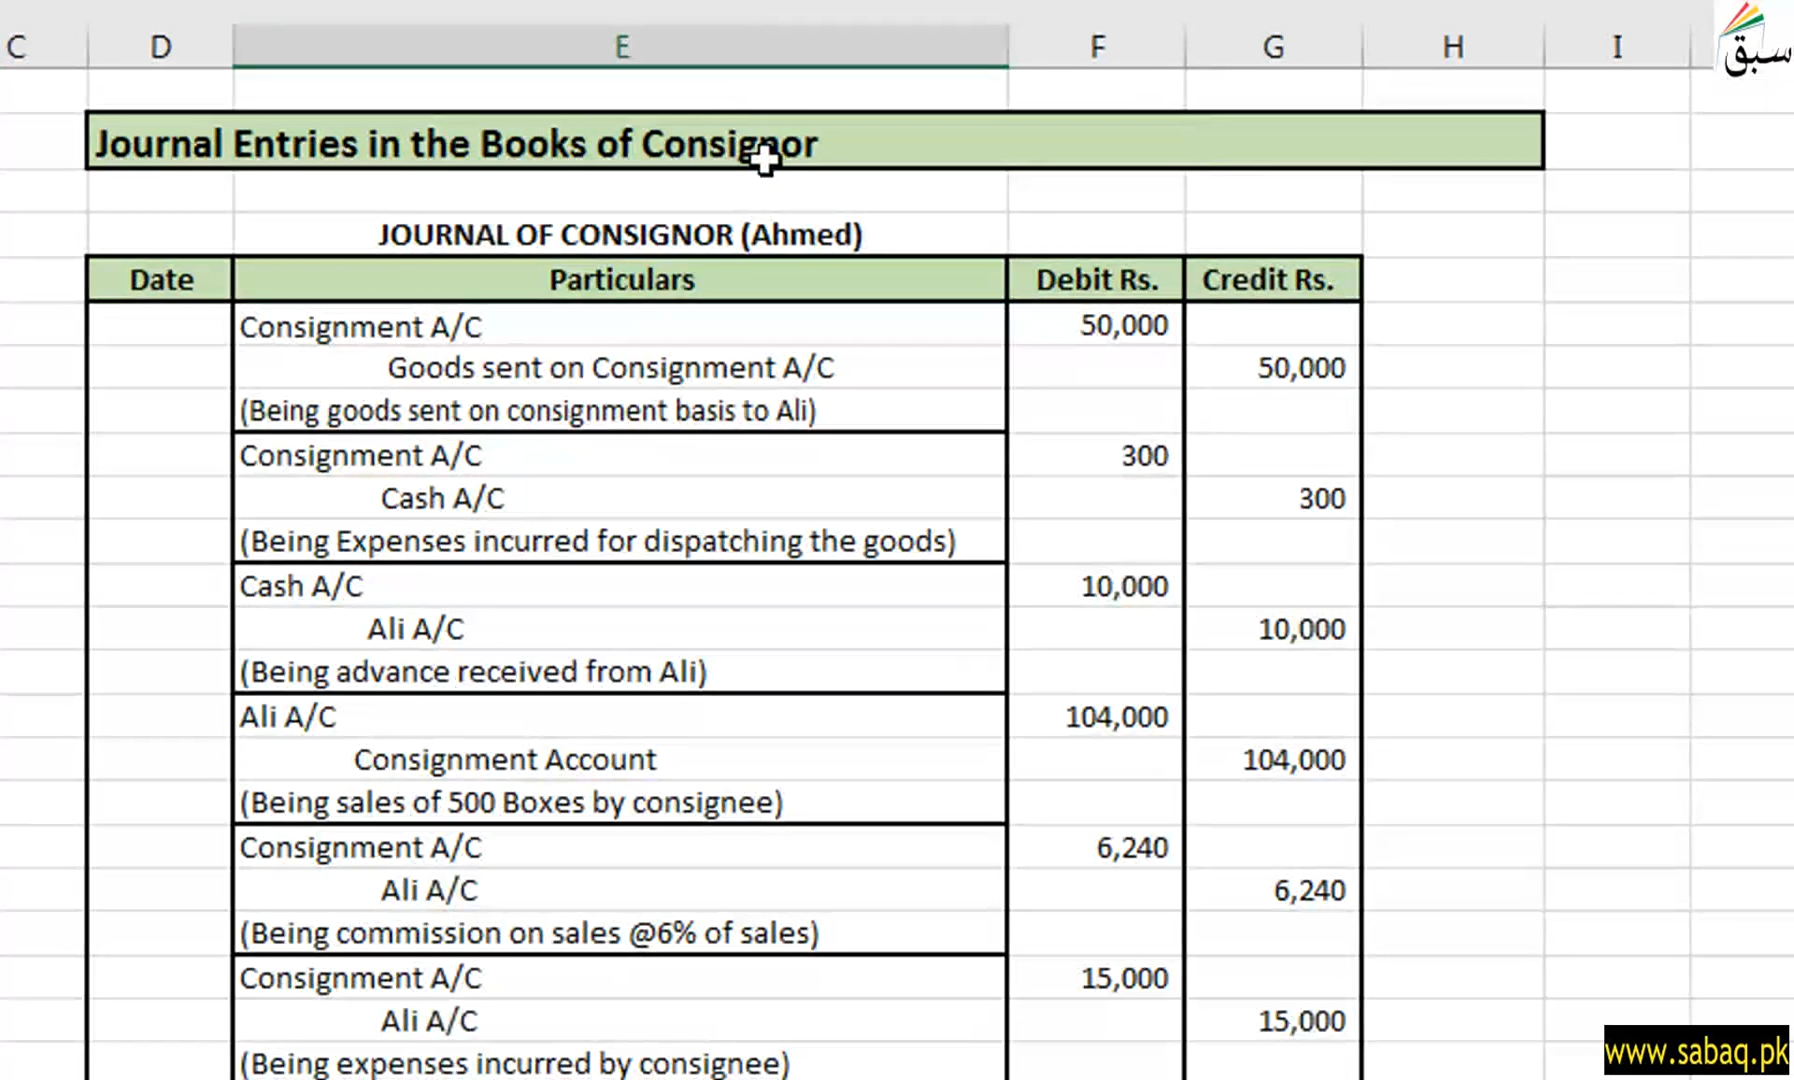 C D E F G H I
سبق
Journal Entries in the Books of Consignor
JOURNAL OF CONSIGNOR (Ahmed)
Date Particulars Debit Rs. Credit Rs.
Consignment A/C 50,000
Goods sent on Consignment A/C 50,000
(Being goods sent on consignment basis to Ali)
Consignment A/C 300
Cash A/C 300
(Being Expenses incurred for dispatching the goods)
Cash A/C 10,000
Ali A/C 10,000
(Being advance received from Ali)
Ali A/C 104,000
Consignment Account 104,000
(Being sales of 500 Boxes by consignee)
Consignment A/C 6,240
Ali A/C 6,240
(Being commission on sales @6% of sales)
Consignment A/C 15,000
Ali A/C 15,000
(Being expenses incurred by consignee)
www.sabaq.pk